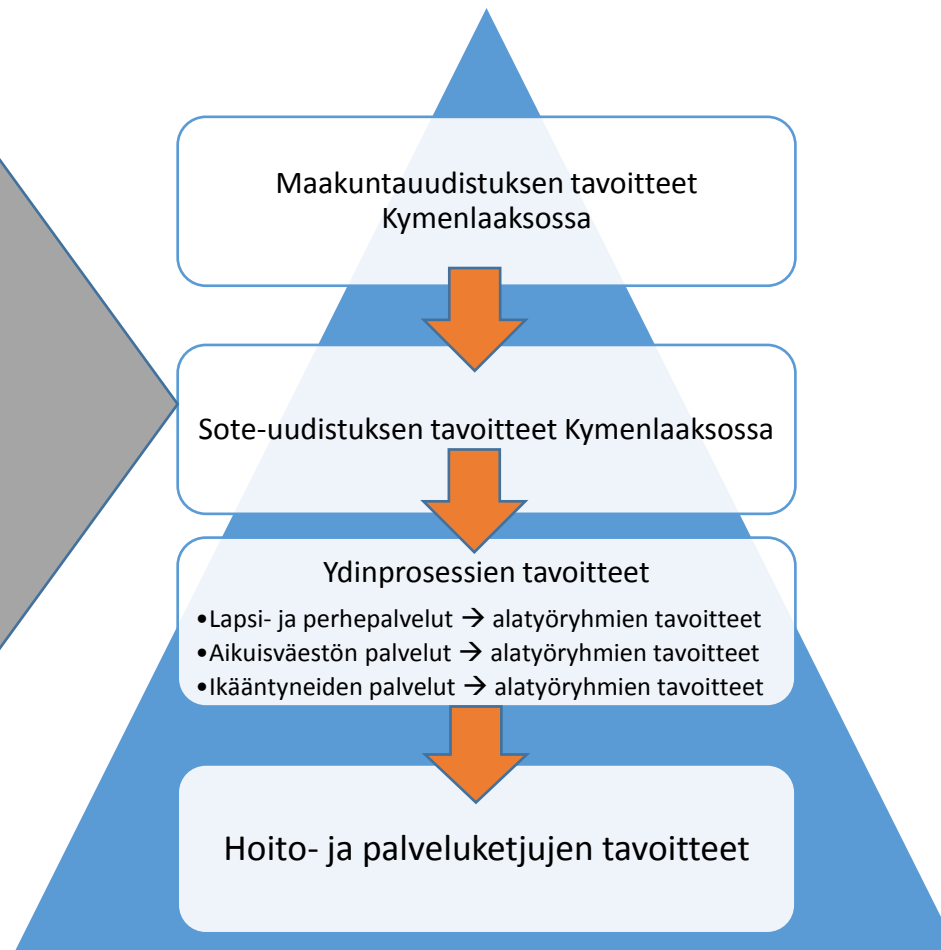 Maakuntauudistuksen tavoitteet
Kymenlaaksossa
Sote-uudistuksen tavoitteet Kymenlaaksossa
Ydinprosessien tavoitteet
•Lapsi- ja perhepalvelut → alatyöryhmien tavoitteet
•Aikuisväestön palvelut → alatyöryhmien tavoitteet
•Ikääntyneiden palvelut → alatyöryhmien tavoitteet
Hoito- ja palveluketjujen tavoitteet